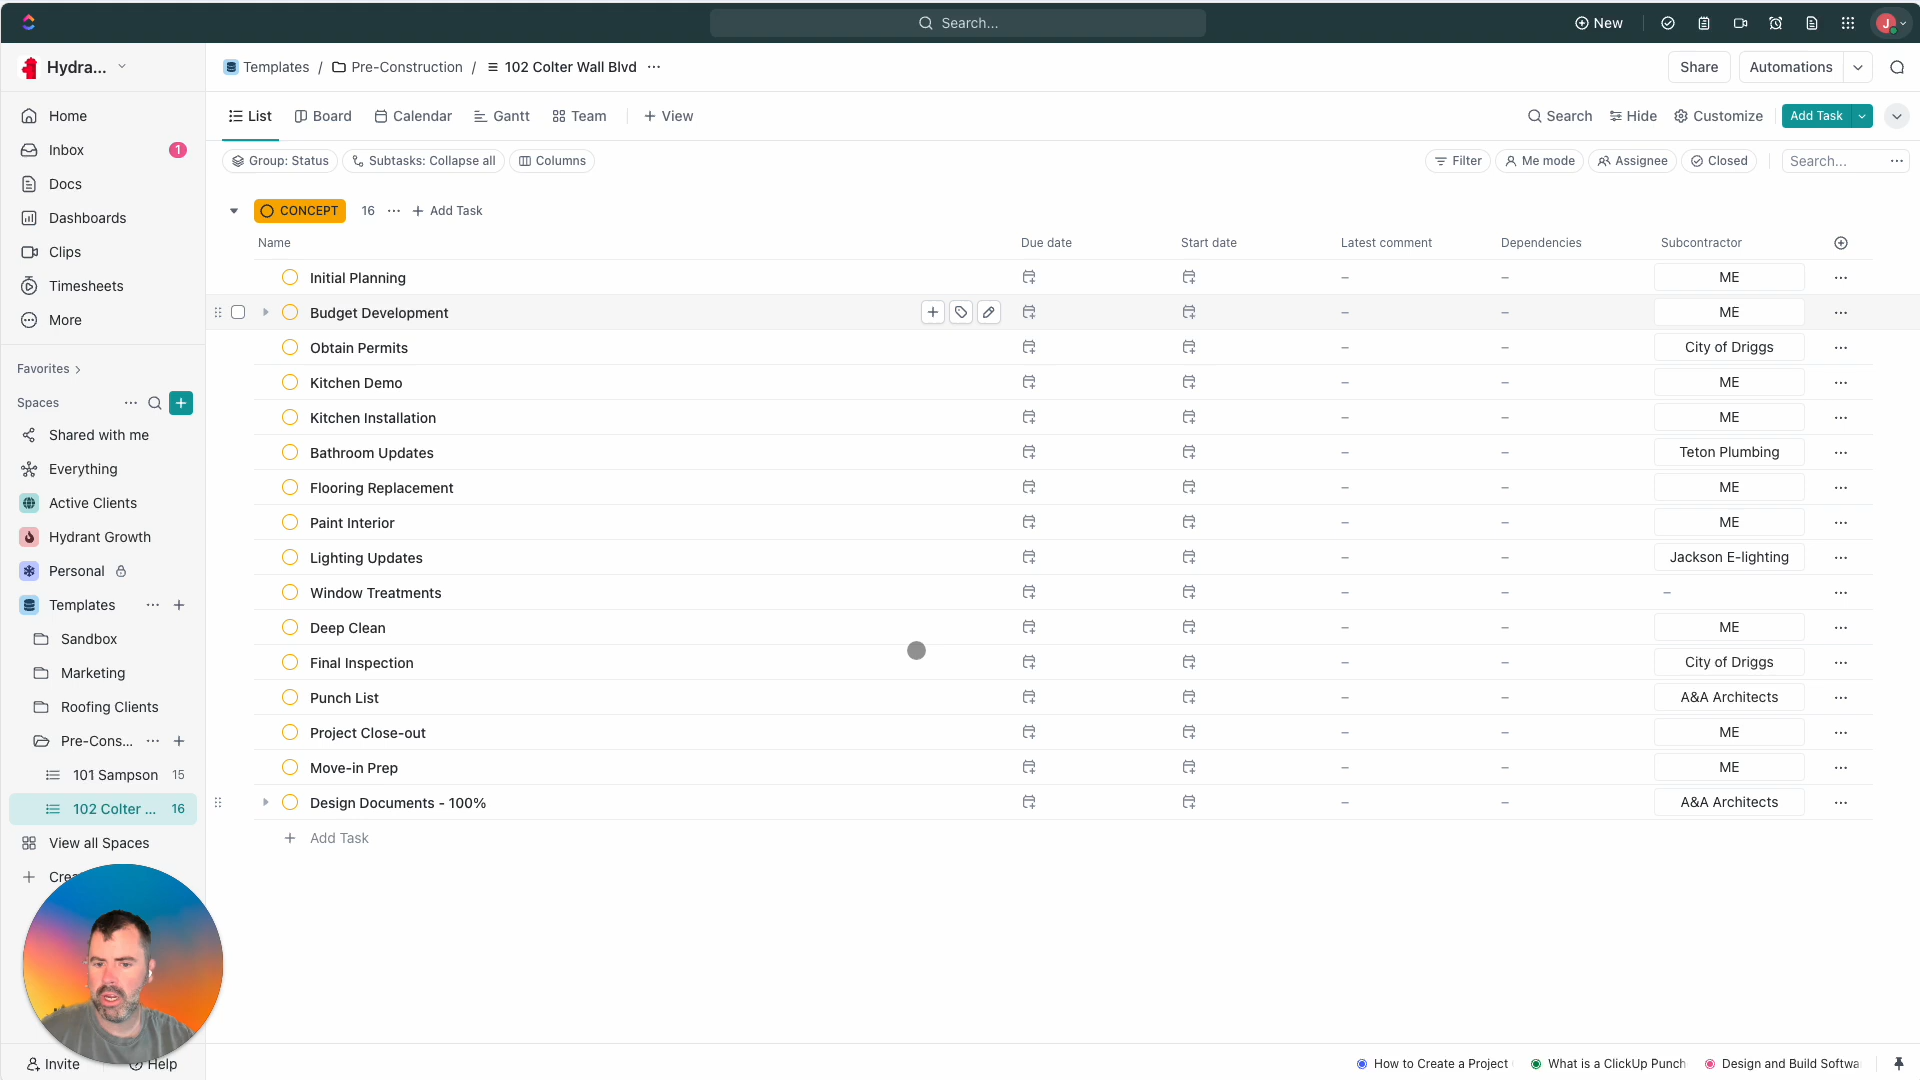 Search...
New
J
Hydra...
Templates / Pre-Construction / 102 Colter Wall Blvd ...
Share
Automations
Home
Inbox 1
Docs
Dashboards
Clips
Timesheets
More
Favorites
Spaces
Shared with me
Everything
Active Clients
Hydrant Growth
Personal
Templates
Sandbox
Marketing
Roofing Clients
Pre-Cons...
101 Sampson 15
102 Colter ... 16
View all Spaces
Invite
Help
List
Board
Calendar
Gantt
Team
+ View
Search
Hide
Customize
Add Task
Group: Status
Subtasks: Collapse all
Columns
Filter
Me mode
Assignee
Closed
Search...
CONCEPT 16 ... + Add Task
Name Due date Start date Latest comment Dependencies Subcontractor
Initial Planning – – ME
Budget Development – – ME
Obtain Permits – – City of Driggs
Kitchen Demo – – ME
Kitchen Installation – – ME
Bathroom Updates – – Teton Plumbing
Flooring Replacement – – ME
Paint Interior – – ME
Lighting Updates – – Jackson E-lighting
Window Treatments – – –
Deep Clean – – ME
Final Inspection – – City of Driggs
Punch List – – A&A Architects
Project Close-out – – ME
Move-in Prep – – ME
Design Documents - 100% – – A&A Architects
+ Add Task
How to Create a Project
What is a ClickUp Punch
Design and Build Softwa